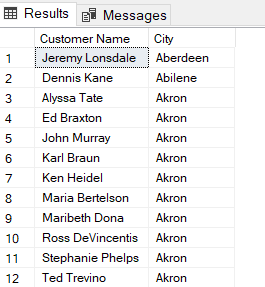 Results Messages
Customer Name City
1 Jeremy Lonsdale Aberdeen
2 Dennis Kane Abilene
3 Alyssa Tate Akron
4 Ed Braxton Akron
5 John Murray Akron
6 Karl Braun Akron
7 Ken Heidel Akron
8 Maria Bertelson Akron
9 Maribeth Dona Akron
10 Ross DeVincentis Akron
11 Stephanie Phelps Akron
12 Ted Trevino Akron